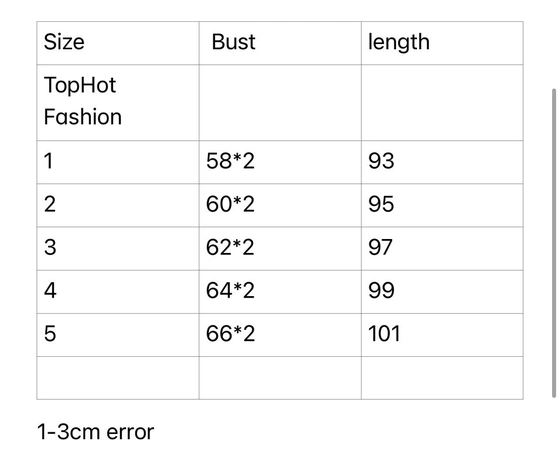 Size Bust length
TopHot
Fashion
1 58*2 93
2 60*2 95
3 62*2 97
4 64*2 99
5 66*2 101
1-3cm error